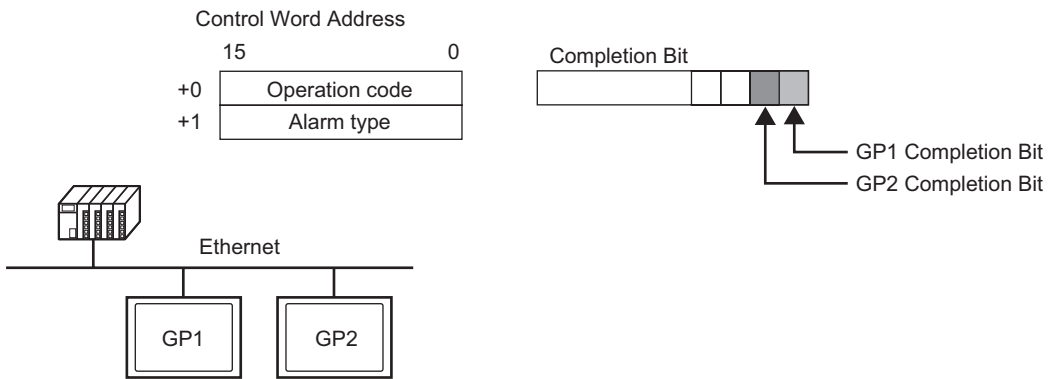 Control Word Address
15 0
+0 Operation code
+1 Alarm type
Completion Bit
GP1 Completion Bit
GP2 Completion Bit
Ethernet
GP1 GP2